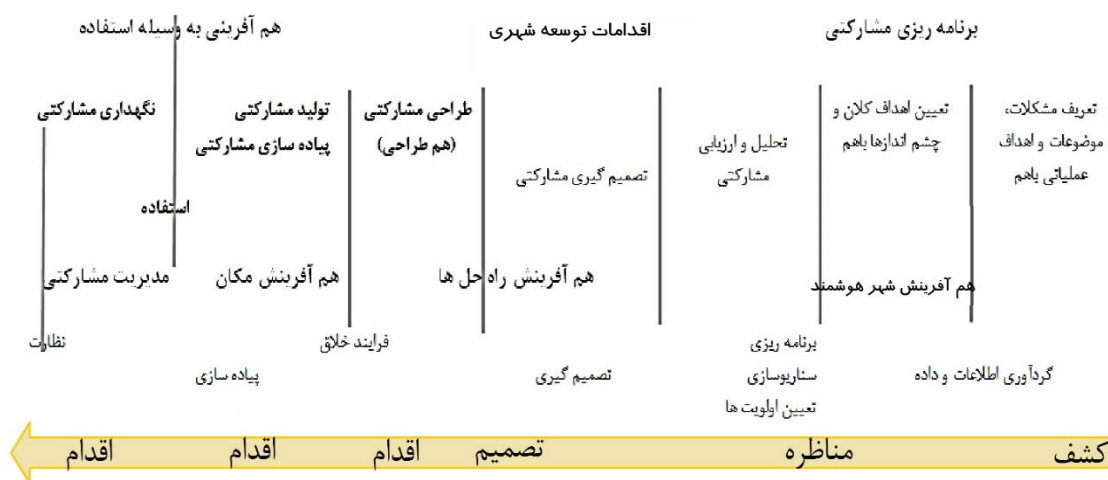 برنامه ریزی مشارکتی
اقدامات توسعه شهری
هم آفرینی به وسیله استفاده
تعریف مشکلات،
موضوعات و اهداف
عملیاتی باهم
تعیین اهداف کلان و
چشم اندازها باهم
تحلیل و ارزیابی
مشارکتی
تصمیم گیری مشارکتی
طراحی مشارکتی
(هم طراحی)
تولید مشارکتی
پیاده سازی مشارکتی
نگهداری مشارکتی
استفاده
هم آفرینش شهر هوشمند
هم آفرینش راه حل ها
هم آفرینش مکان
مدیریت مشارکتی
گردآوری اطلاعات و داده
برنامه ریزی
سناریوسازی
تعیین اولویت ها
تصمیم گیری
فرایند خلاق
پیاده سازی
نظارت
کشف
مناظره
تصمیم
اقدام
اقدام
اقدام